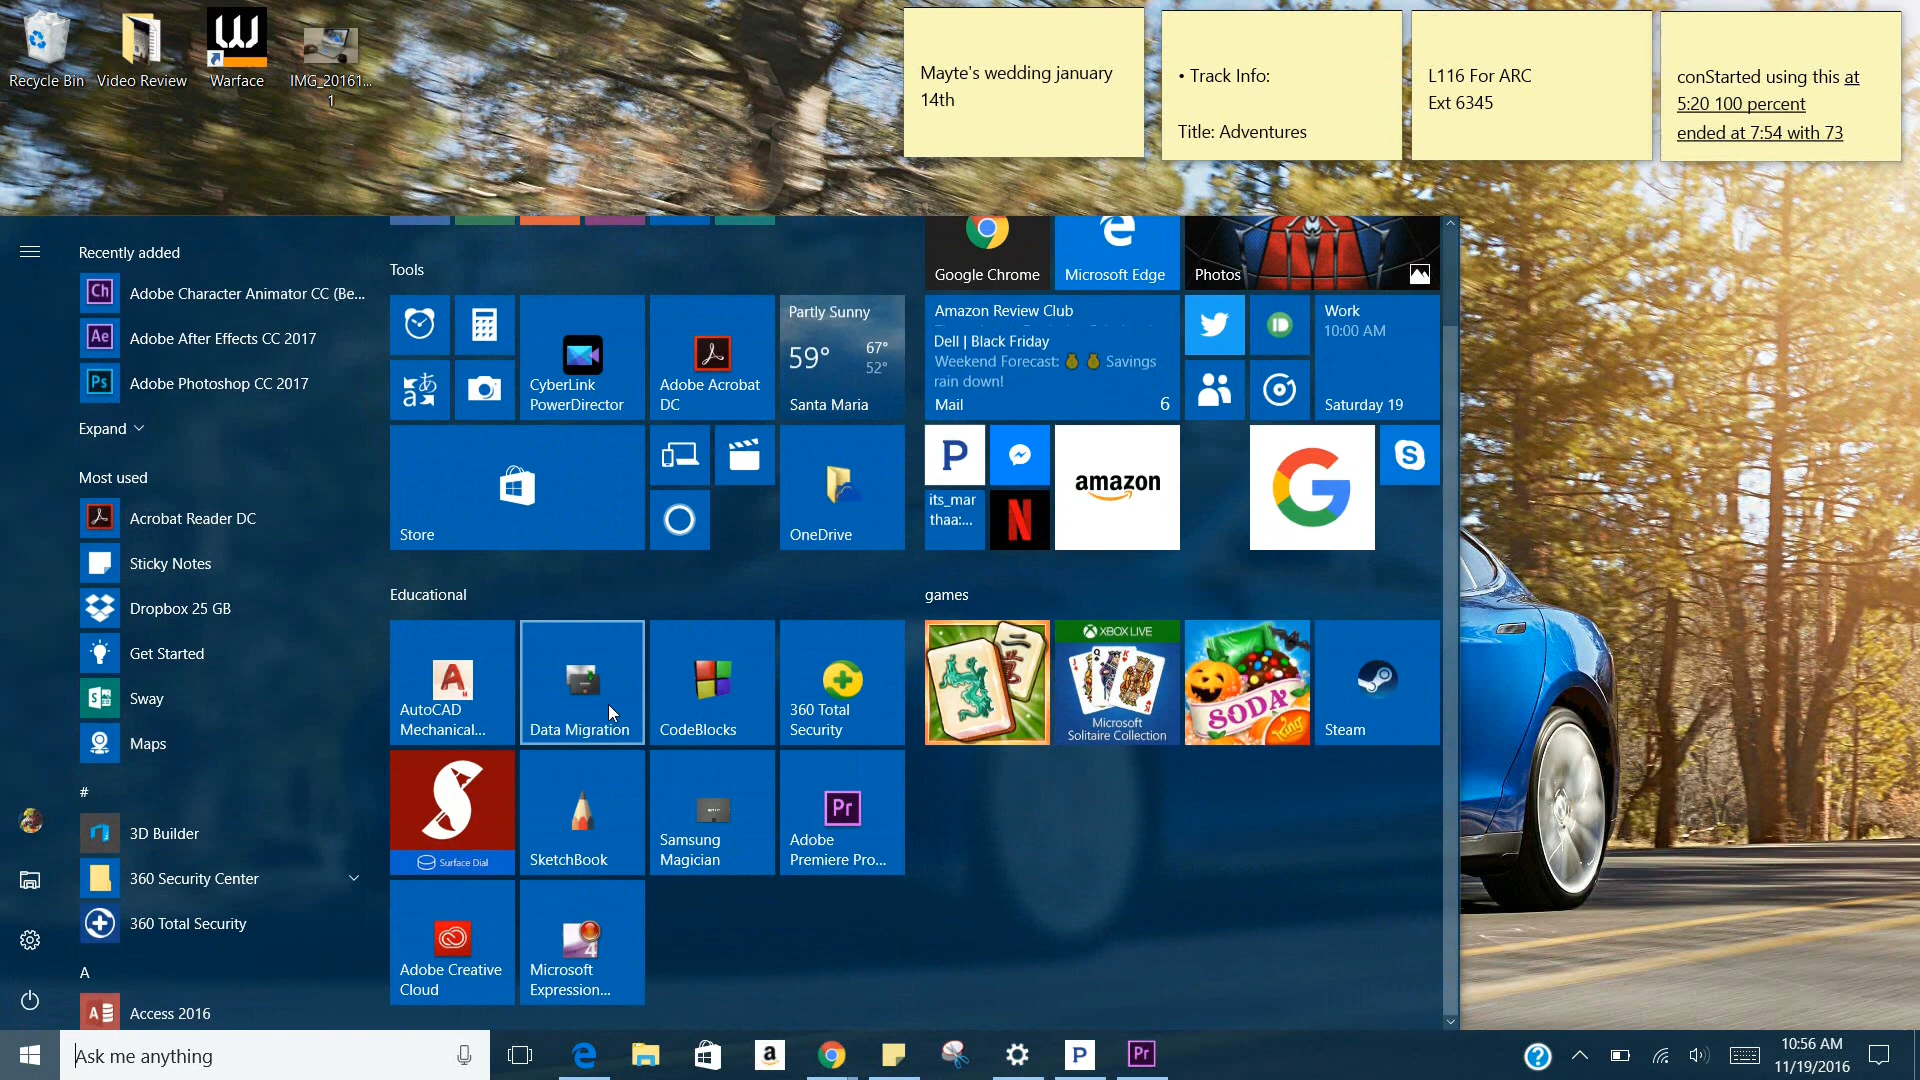 Recycle Bin
Video Review
Warface
IMG_20161...
1
Mayte's wedding january
14th
• Track Info:
Title: Adventures
L116 For ARC
Ext 6345
conStarted using this at
5:20 100 percent
ended at 7:54 with 73
Recently added
Adobe Character Animator CC (Be...
Adobe After Effects CC 2017
Adobe Photoshop CC 2017
Expand
Most used
Acrobat Reader DC
Sticky Notes
Dropbox 25 GB
Get Started
Sway
Maps
#
3D Builder
360 Security Center
360 Total Security
A
Access 2016
Tools
CyberLink
PowerDirector
Adobe Acrobat
DC
Partly Sunny
59°
67°
52°
Santa Maria
Store
OneDrive
Educational
AutoCAD
Mechanical...
Data Migration
CodeBlocks
360 Total
Security
Surface Dial
SketchBook
Samsung
Magician
Pr
Adobe
Premiere Pro...
Adobe Creative
Cloud
Microsoft
Expression...
Google Chrome
Microsoft Edge
Photos
Amazon Review Club
Dell | Black Friday
Weekend Forecast: 💰 💰 Savings
rain down!
Mail
6
Work
10:00 AM
Saturday 19
its_mar
thaa:...
amazon
games
XBOX LIVE
Microsoft
Solitaire Collection
SODA
King
Steam
Ask me anything
Pr
10:56 AM
11/19/2016